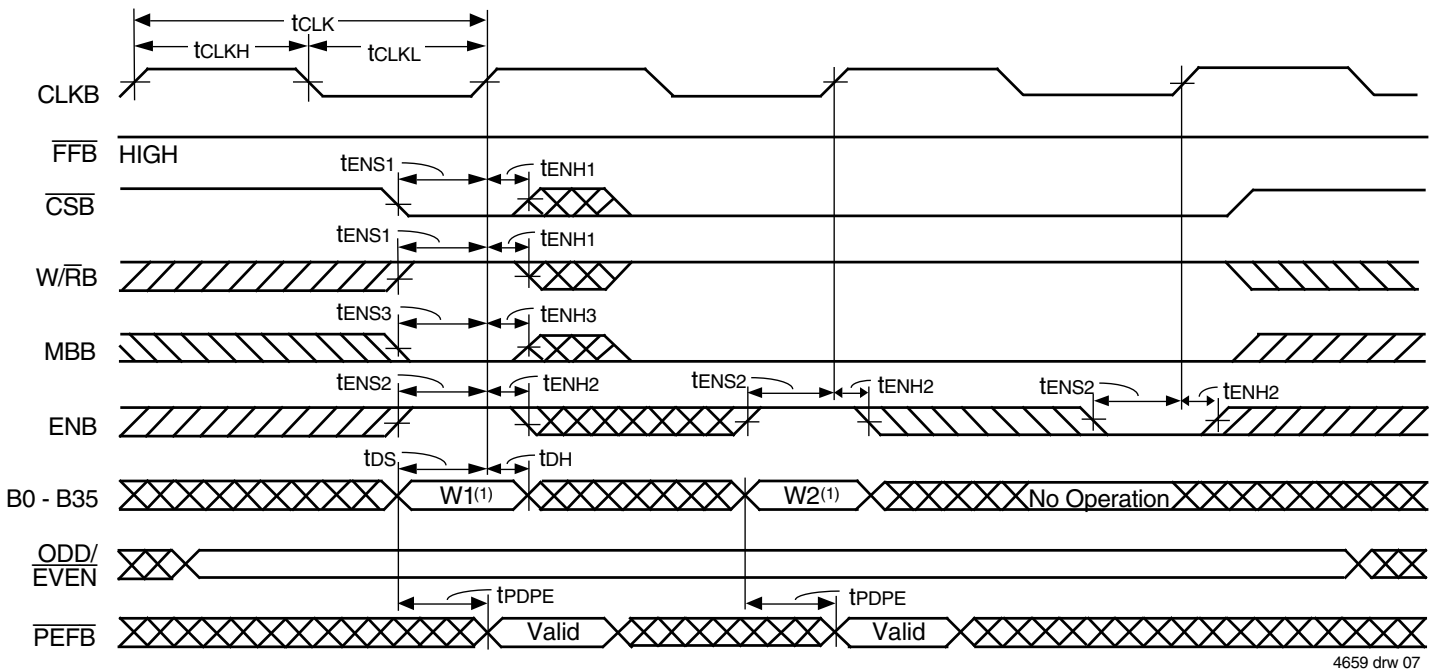 tCLK
tCLKH
tCLKL
CLKB
FFB HIGH
tENS1
tENH1
CSB
tENS1
tENH1
W/RB
tENS3
tENH3
MBB
tENS2
tENH2
tENS2
tENH2
tENS2
tENH2
ENB
tDS
tDH
B0 - B35
W1(1)
W2(1)
No Operation
ODD/
EVEN
tPDPE
tPDPE
PEFB
Valid
Valid
4659 drw 07